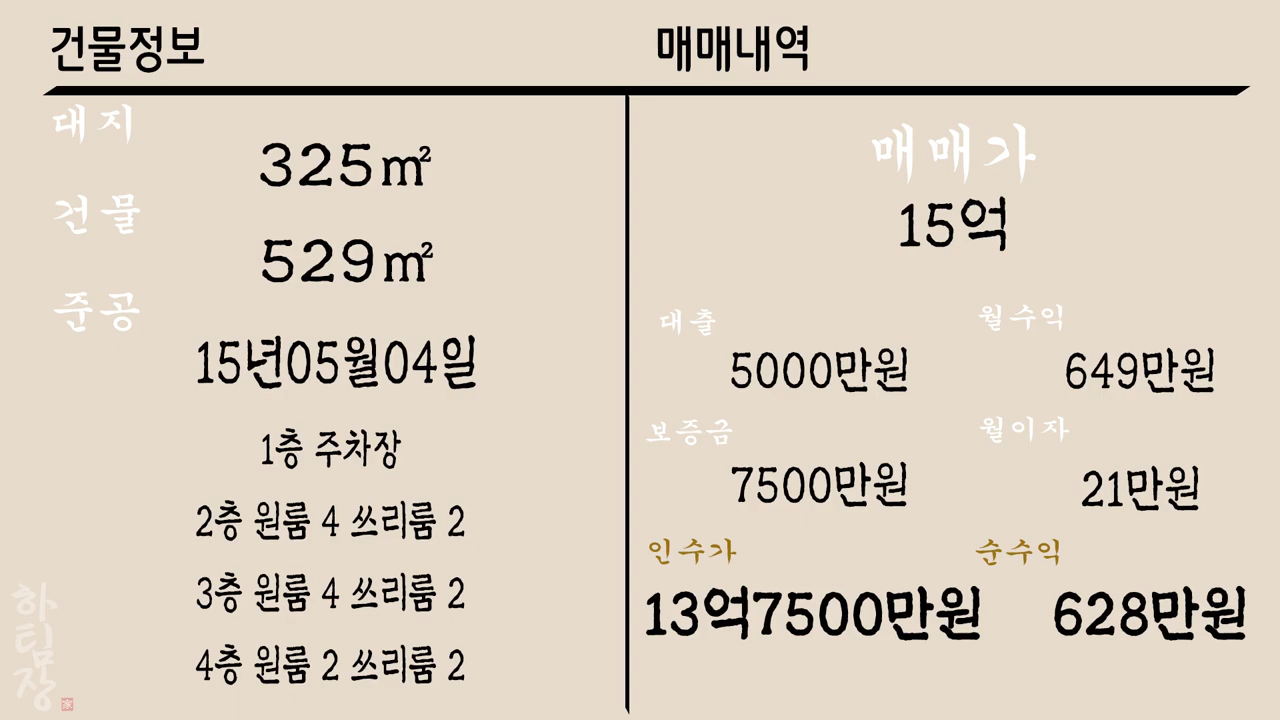 건물정보
대지
325㎡
건물
529㎡
준공
15년05월04일
1층 주차장
2층 원룸 4 쓰리룸 2
3층 원룸 4 쓰리룸 2
4층 원룸 2 쓰리룸 2
하팀장
매매내역
매매가
15억
대출
5000만원
월수익
649만원
보증금
7500만원
월이자
21만원
인수가
13억7500만원
순수익
628만원